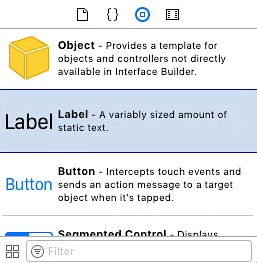 Object - Provides a template for
objects and controllers not directly
available in Interface Builder.
Label
Label - A variably sized amount of
static text.
Button
Button - Intercepts touch events and
sends an action message to a target
object when it's tapped.
Segmented Control - Displays
Filter